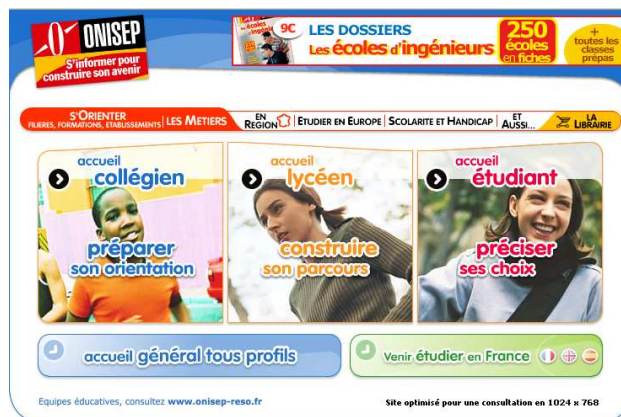 ONISEP
S'informer pour
construire son avenir
9C
LES DOSSIERS
Les écoles d'ingénieurs
250
écoles
en fiches
+
toutes les
classes
prépas
S'ORIENTER
FILIERES, FORMATIONS, ETABLISSEMENTS
LES METIERS
EN
REGION
ETUDIER EN EUROPE
SCOLARITE ET HANDICAP
ET
AUSSI...
LA
LIBRAIRIE
accueil
collégien
préparer
son orientation
accueil
lycéen
construire
son parcours
accueil
étudiant
préciser
ses choix
accueil général tous profils
Venir étudier en France
Equipes éducatives, consultez www.onisep-reso.fr
Site optimisé pour une consultation en 1024 x 768